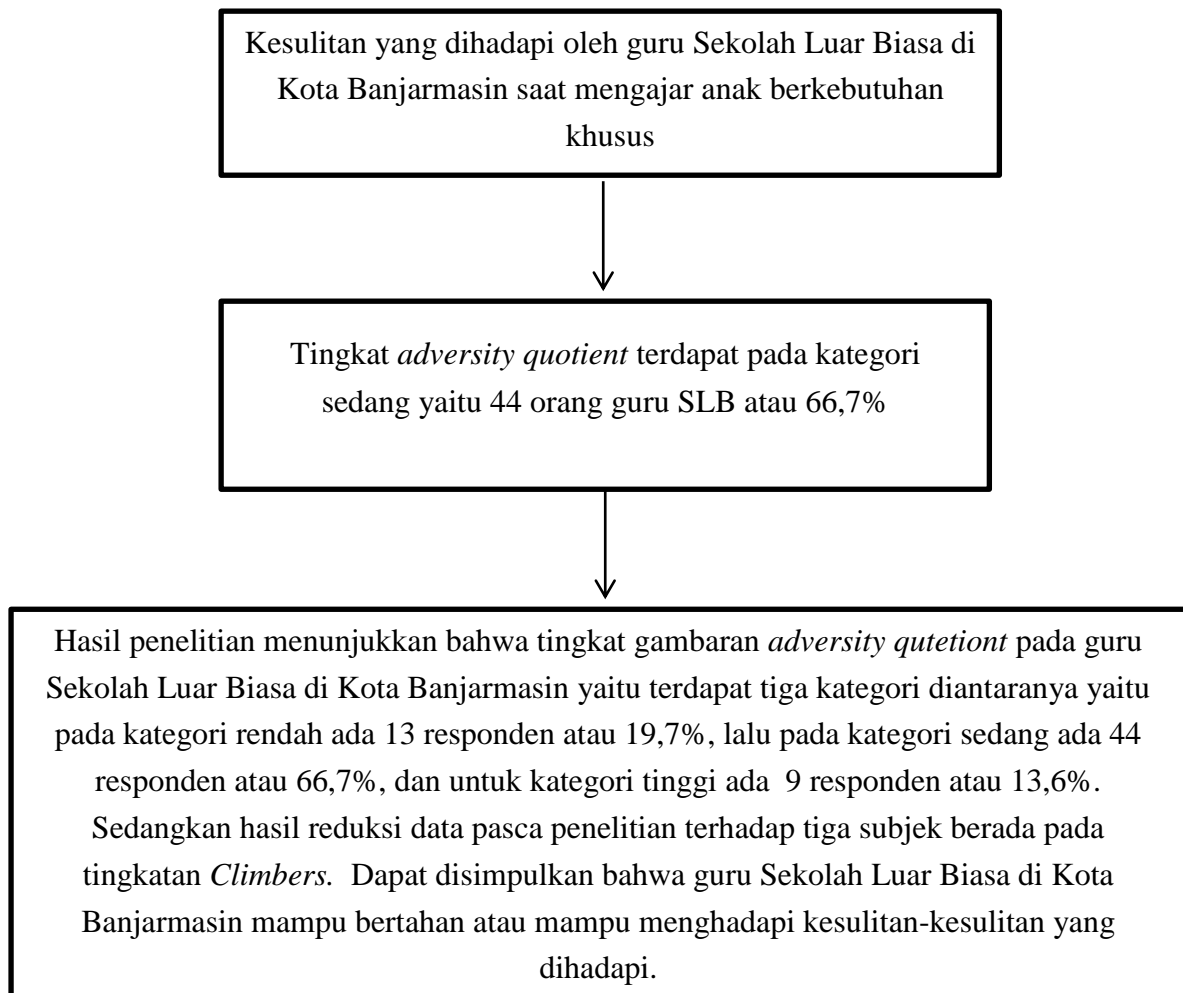 Kesulitan yang dihadapi oleh guru Sekolah Luar Biasa di
Kota Banjarmasin saat mengajar anak berkebutuhan
khusus
Tingkat adversity quotient terdapat pada kategori
sedang yaitu 44 orang guru SLB atau 66,7%
Hasil penelitian menunjukkan bahwa tingkat gambaran adversity qutetiont pada guru
Sekolah Luar Biasa di Kota Banjarmasin yaitu terdapat tiga kategori diantaranya yaitu
pada kategori rendah ada 13 responden atau 19,7%, lalu pada kategori sedang ada 44
responden atau 66,7%, dan untuk kategori tinggi ada 9 responden atau 13,6%.
Sedangkan hasil reduksi data pasca penelitian terhadap tiga subjek berada pada
tingkatan Climbers. Dapat disimpulkan bahwa guru Sekolah Luar Biasa di Kota
Banjarmasin mampu bertahan atau mampu menghadapi kesulitan-kesulitan yang
dihadapi.